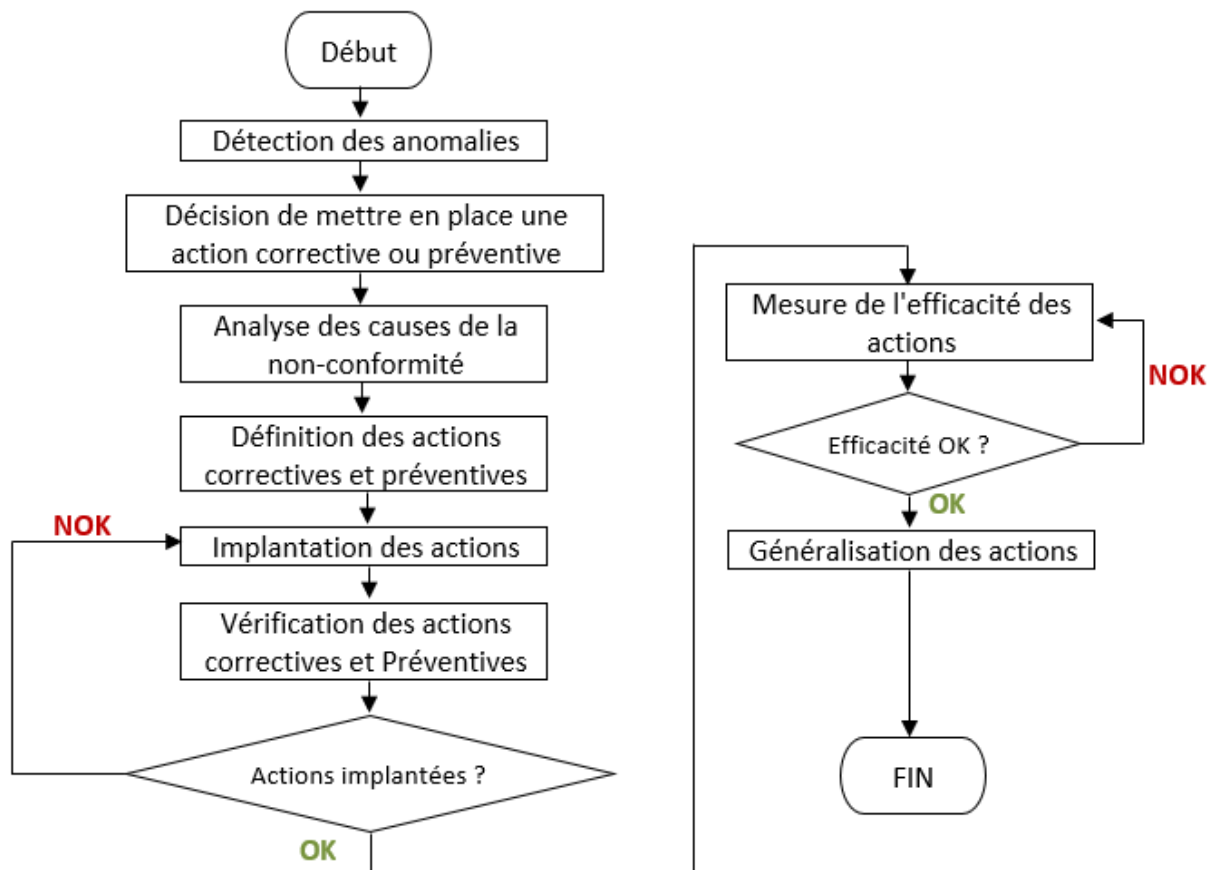 Début
Détection des anomalies
Décision de mettre en place une
action corrective ou préventive
Analyse des causes de la
non-conformité
Définition des actions
correctives et préventives
NOK
Implantation des actions
Vérification des actions
correctives et Préventives
Actions implantées ?
OK
Mesure de l'efficacité des
actions
NOK
Efficacité OK ?
OK
Généralisation des actions
FIN